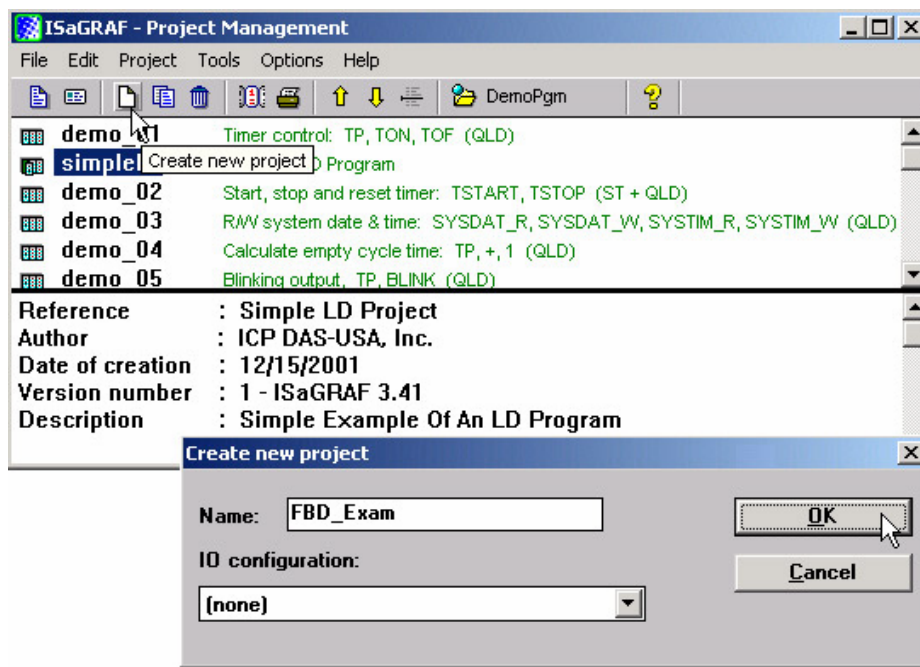 ISaGRAF - Project Management
File Edit Project Tools Options Help
DemoPgm
demo_01 Timer control: TP, TON, TOF (QLD)
simplel Program
Create new project
demo_02 Start, stop and reset timer: TSTART, TSTOP (ST + QLD)
demo_03 R/W system date & time: SYSDAT_R, SYSDAT_W, SYSTIM_R, SYSTIM_W (QLD)
demo_04 Calculate empty cycle time: TP, +, 1 (QLD)
demo_05 Blinking output, TP, BLINK (QLD)
Reference : Simple LD Project
Author : ICP DAS-USA, Inc.
Date of creation : 12/15/2001
Version number : 1 - ISaGRAF 3.41
Description : Simple Example Of An LD Program
Create new project
Name: FBD_Exam
OK
IO configuration:
Cancel
(none)